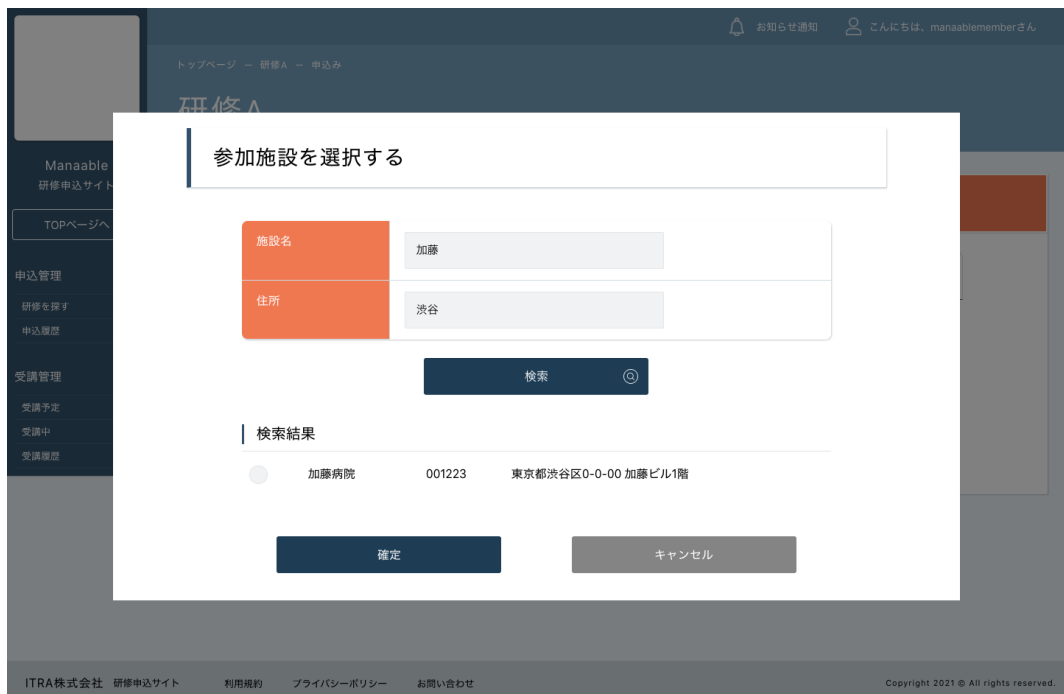 お知らせ通知 こんにちは、manaablememberさん
トップページ － 研修A － 申込み
研修A
Manaable
研修申込サイト
TOPページへ
申込管理
研修を探す
申込履歴
受講管理
受講予定
受講中
受講履歴
参加施設を選択する
施設名 加藤
住所 渋谷
検索
検索結果
加藤病院 001223 東京都渋谷区0-0-00 加藤ビル1階
確定 キャンセル
ITRA株式会社 研修申込サイト 利用規約 プライバシーポリシー お問い合わせ Copyright 2021 © All rights reserved.